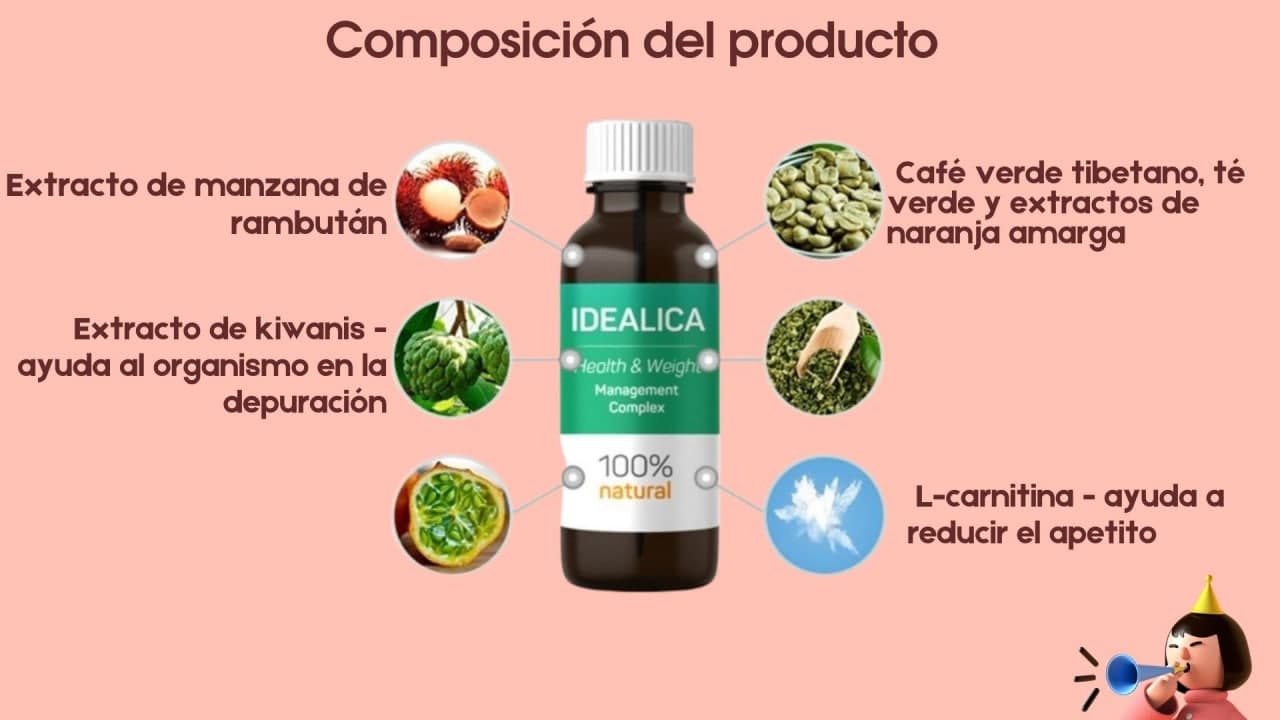 Composición del producto
Extracto de manzana de
rambután
Café verde tibetano, té
verde y extractos de
naranja amarga
Extracto de kiwanis -
ayuda al organismo en la
depuración
IDEALICA
Health & Weight
Management
Complex
100%
natural
L-carnitina - ayuda a
reducir el apetito